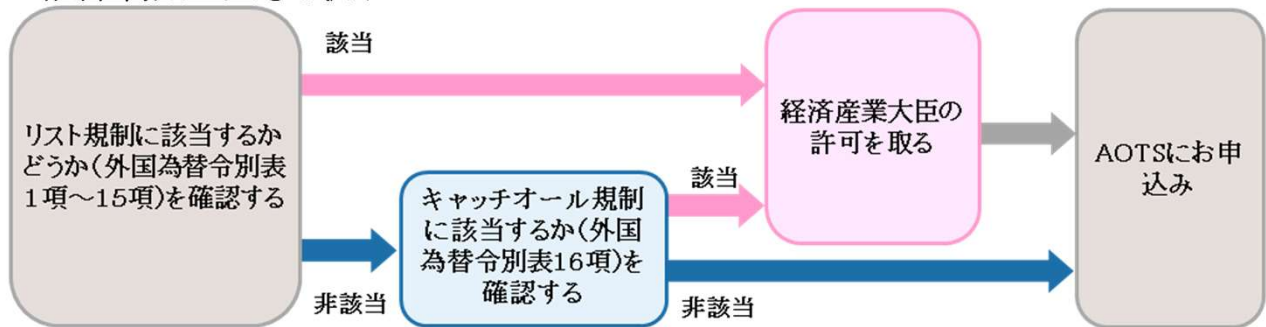 該当
リスト規制に該当するか
どうか(外国為替令別表
1項~15項)を確認する
経済産業大臣の
許可を取る
AOTSにお申
込み
該当
キャッチオール規制
に該当するか(外国
為替令別表16項)を
確認する
非該当
非該当